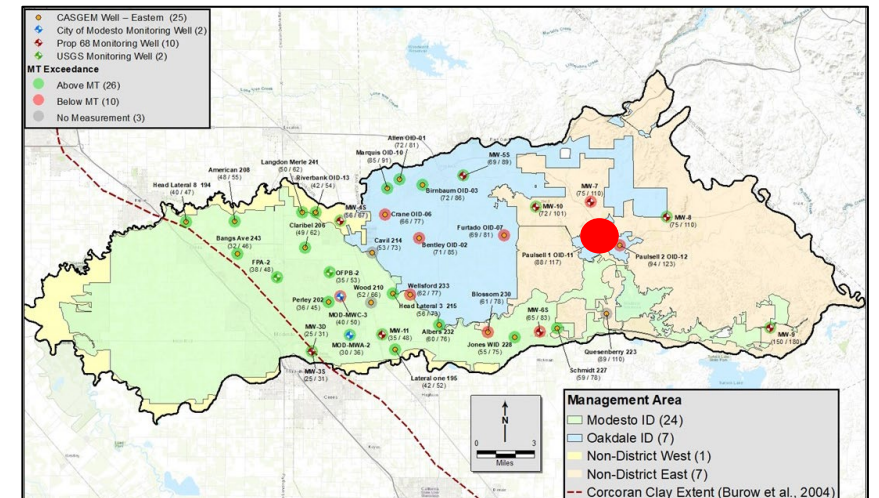 CASGEM Well – Eastern (25)
City of Modesto Monitoring Well (2)
Prop 68 Monitoring Well (10)
USGS Monitoring Well (2)
MT Exceedance
Above MT (26)
Below MT (10)
No Measurement (3)
Allen OID-01
(72 / 81)
Marquis OID-10
(85 / 91)
Langdon Merle 241
(50 / 62)
MW-5S
(69 / 89)
American 208
(48 / 55)
Riverbank OID-13
(42 / 54)
Head Lateral 8 194
(40 / 47)
Birnbaum OID-03
(72 / 86)
MW-7
(75 / 110)
MW-4S
(56 / 67)
MW-10
(72 / 101)
Crane OID-06
(66 / 77)
MW-8
(75 / 110)
Claribel 206
(49 / 62)
Furtado OID-07
(69 / 81)
Bangs Ave 243
(32 / 46)
Cavil 214
(53 / 73)
Bentley OID-02
(71 / 85)
Paulsell 1 OID-11
(88 / 117)
Paulsell 2 OID-12
(94 / 123)
FPA-2
(38 / 48)
OFPB-2
(35 / 53)
Wood 210
(52 / 66)
Wellsford 233
(62 / 77)
Blossom 230
(61 / 78)
Perley 202
(36 / 45)
Head Lateral 3 215
(56 / 73)
MW-6S
(65 / 83)
MOD-MWC-3
(40 / 50)
MW-3D
(25 / 31)
MW-11
(35 / 48)
Albers 232
(60 / 76)
MW-9
(150 / 180)
MOD-MWA-2
(30 / 36)
Jones WID 228
(55 / 75)
Quesenberry 223
(89 / 110)
MW-3S
(25 / 31)
Schmidt 227
(59 / 78)
Lateral one 195
(42 / 52)
N
0 3
Miles
Management Area
Modesto ID (24)
Oakdale ID (7)
Non-District West (1)
Non-District East (7)
Corcoran Clay Extent (Burow et al., 2004)